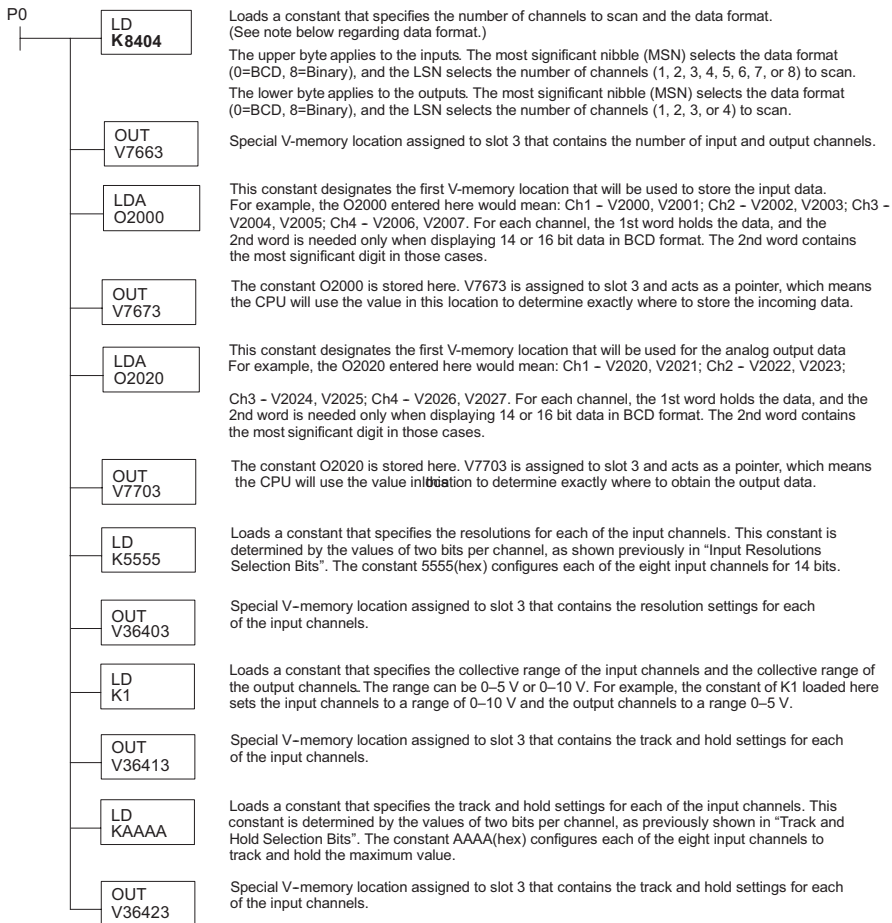 P0
LD
K8404
Loads a constant that specifies the number of channels to scan and the data format.
(See note below regarding data format.)
The upper byte applies to the inputs. The most significant nibble (MSN) selects the data format
(0=BCD, 8=Binary), and the LSN selects the number of channels (1, 2, 3, 4, 5, 6, 7, or 8) to scan.
The lower byte applies to the outputs. The most significant nibble (MSN) selects the data format
(0=BCD, 8=Binary), and the LSN selects the number of channels (1, 2, 3, or 4) to scan.
OUT
V7663
Special V-memory location assigned to slot 3 that contains the number of input and output channels.
LDA
O2000
This constant designates the first V-memory location that will be used to store the input data.
For example, the O2000 entered here would mean: Ch1 - V2000, V2001; Ch2 - V2002, V2003; Ch3 -
V2004, V2005; Ch4 - V2006, V2007. For each channel, the 1st word holds the data, and the
2nd word is needed only when displaying 14 or 16 bit data in BCD format. The 2nd word contains
the most significant digit in those cases.
OUT
V7673
The constant O2000 is stored here. V7673 is assigned to slot 3 and acts as a pointer, which means
the CPU will use the value in this location to determine exactly where to store the incoming data.
LDA
O2020
This constant designates the first V-memory location that will be used for the analog output data
For example, the O2020 entered here would mean: Ch1 - V2020, V2021; Ch2 - V2022, V2023;
Ch3 - V2024, V2025; Ch4 - V2026, V2027. For each channel, the 1st word holds the data, and the
2nd word is needed only when displaying 14 or 16 bit data in BCD format. The 2nd word contains
the most significant digit in those cases.
OUT
V7703
The constant O2020 is stored here. V7703 is assigned to slot 3 and acts as a pointer, which means
the CPU will use the value in to determine exactly where to obtain the output data.
LD
K5555
Loads a constant that specifies the resolutions for each of the input channels. This constant is
determined by the values of two bits per channel, as shown previously in “Input Resolutions
Selection Bits”. The constant 5555(hex) configures each of the eight input channels for 14 bits.
OUT
V36403
Special V-memory location assigned to slot 3 that contains the resolution settings for each
of the input channels.
LD
K1
Loads a constant that specifies the collective range of the input channels and the collective range of
the output channels. The range can be 0–5 V or 0–10 V. For example, the constant of K1 loaded here
sets the input channels to a range of 0–10 V and the output channels to a range 0–5 V.
OUT
V36413
Special V-memory location assigned to slot 3 that contains the track and hold settings for each
of the input channels.
LD
KAAAA
Loads a constant that specifies the track and hold settings for each of the input channels. This
constant is determined by the values of two bits per channel, as previously shown in “Track and
Hold Selection Bits”. The constant AAAA(hex) configures each of the eight input channels to
track and hold the maximum value.
OUT
V36423
Special V-memory location assigned to slot 3 that contains the track and hold settings for each
of the input channels.